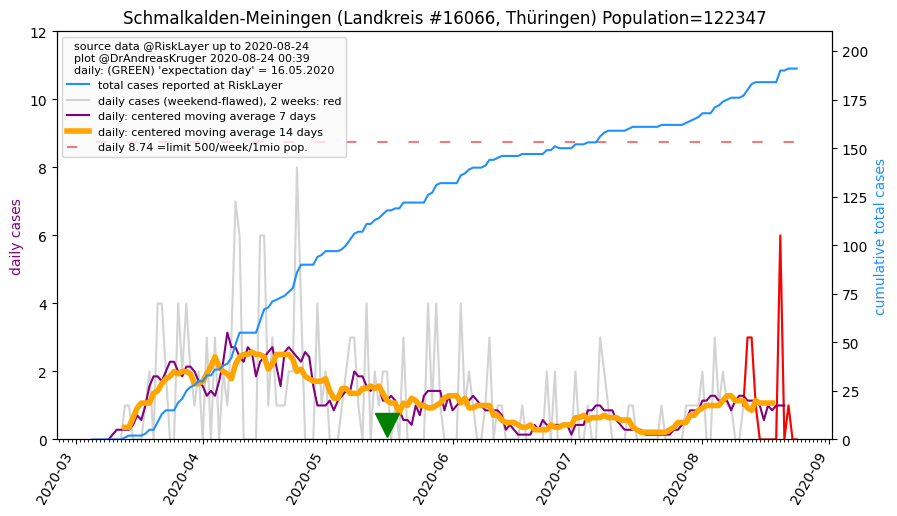 Schmalkalden-Meiningen (Landkreis #16066, Thüringen) Population=122347
source data @RiskLayer up to 2020-08-24
plot @DrAndreasKruger 2020-08-24 00:39
daily: (GREEN) 'expectation day' = 16.05.2020
total cases reported at RiskLayer
daily cases (weekend-flawed), 2 weeks: red
daily: centered moving average 7 days
daily: centered moving average 14 days
daily 8.74 =limit 500/week/1mio pop.
daily cases
12
10
8
6
4
2
0
cumulative total cases
200
175
150
125
100
75
50
25
0
2020-03
2020-04
2020-05
2020-06
2020-07
2020-08
2020-09